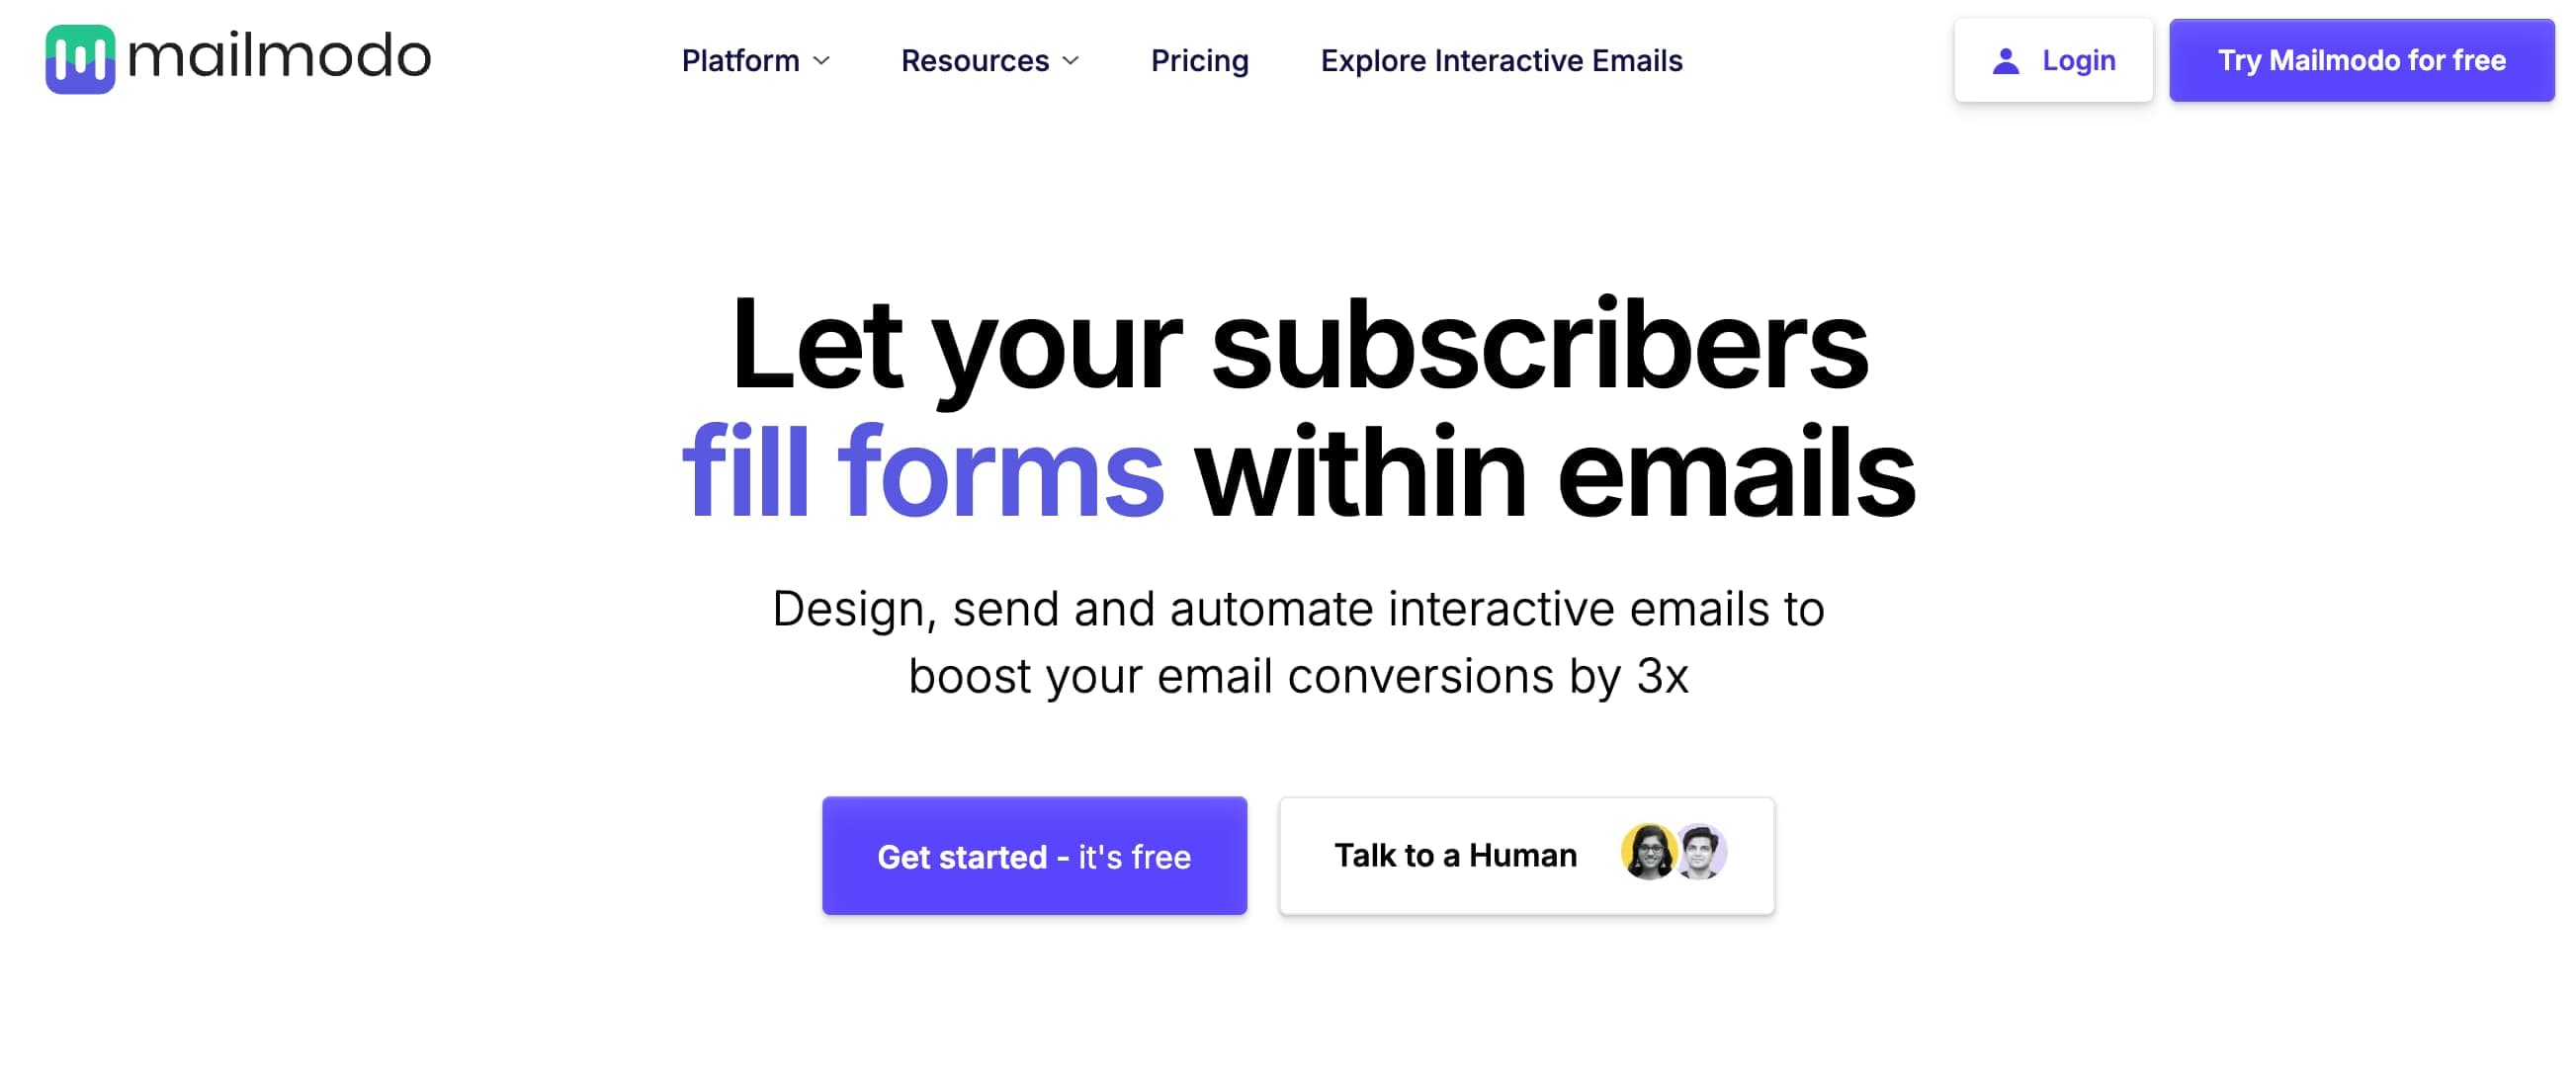 mailmodo
Platform
Resources
Pricing
Explore Interactive Emails
Login
Try Mailmodo for free
Let your subscribers
fill forms within emails
Design, send and automate interactive emails to
boost your email conversions by 3x
Get started - it's free
Talk to a Human